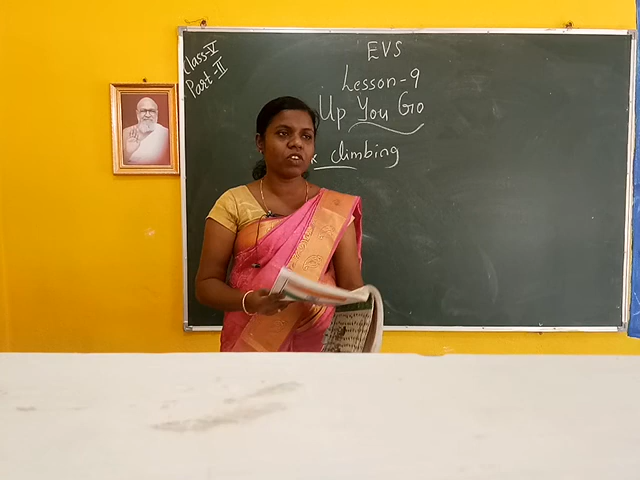 Class-V
Part-II
EVS
Lesson-9
Up You Go
climbing